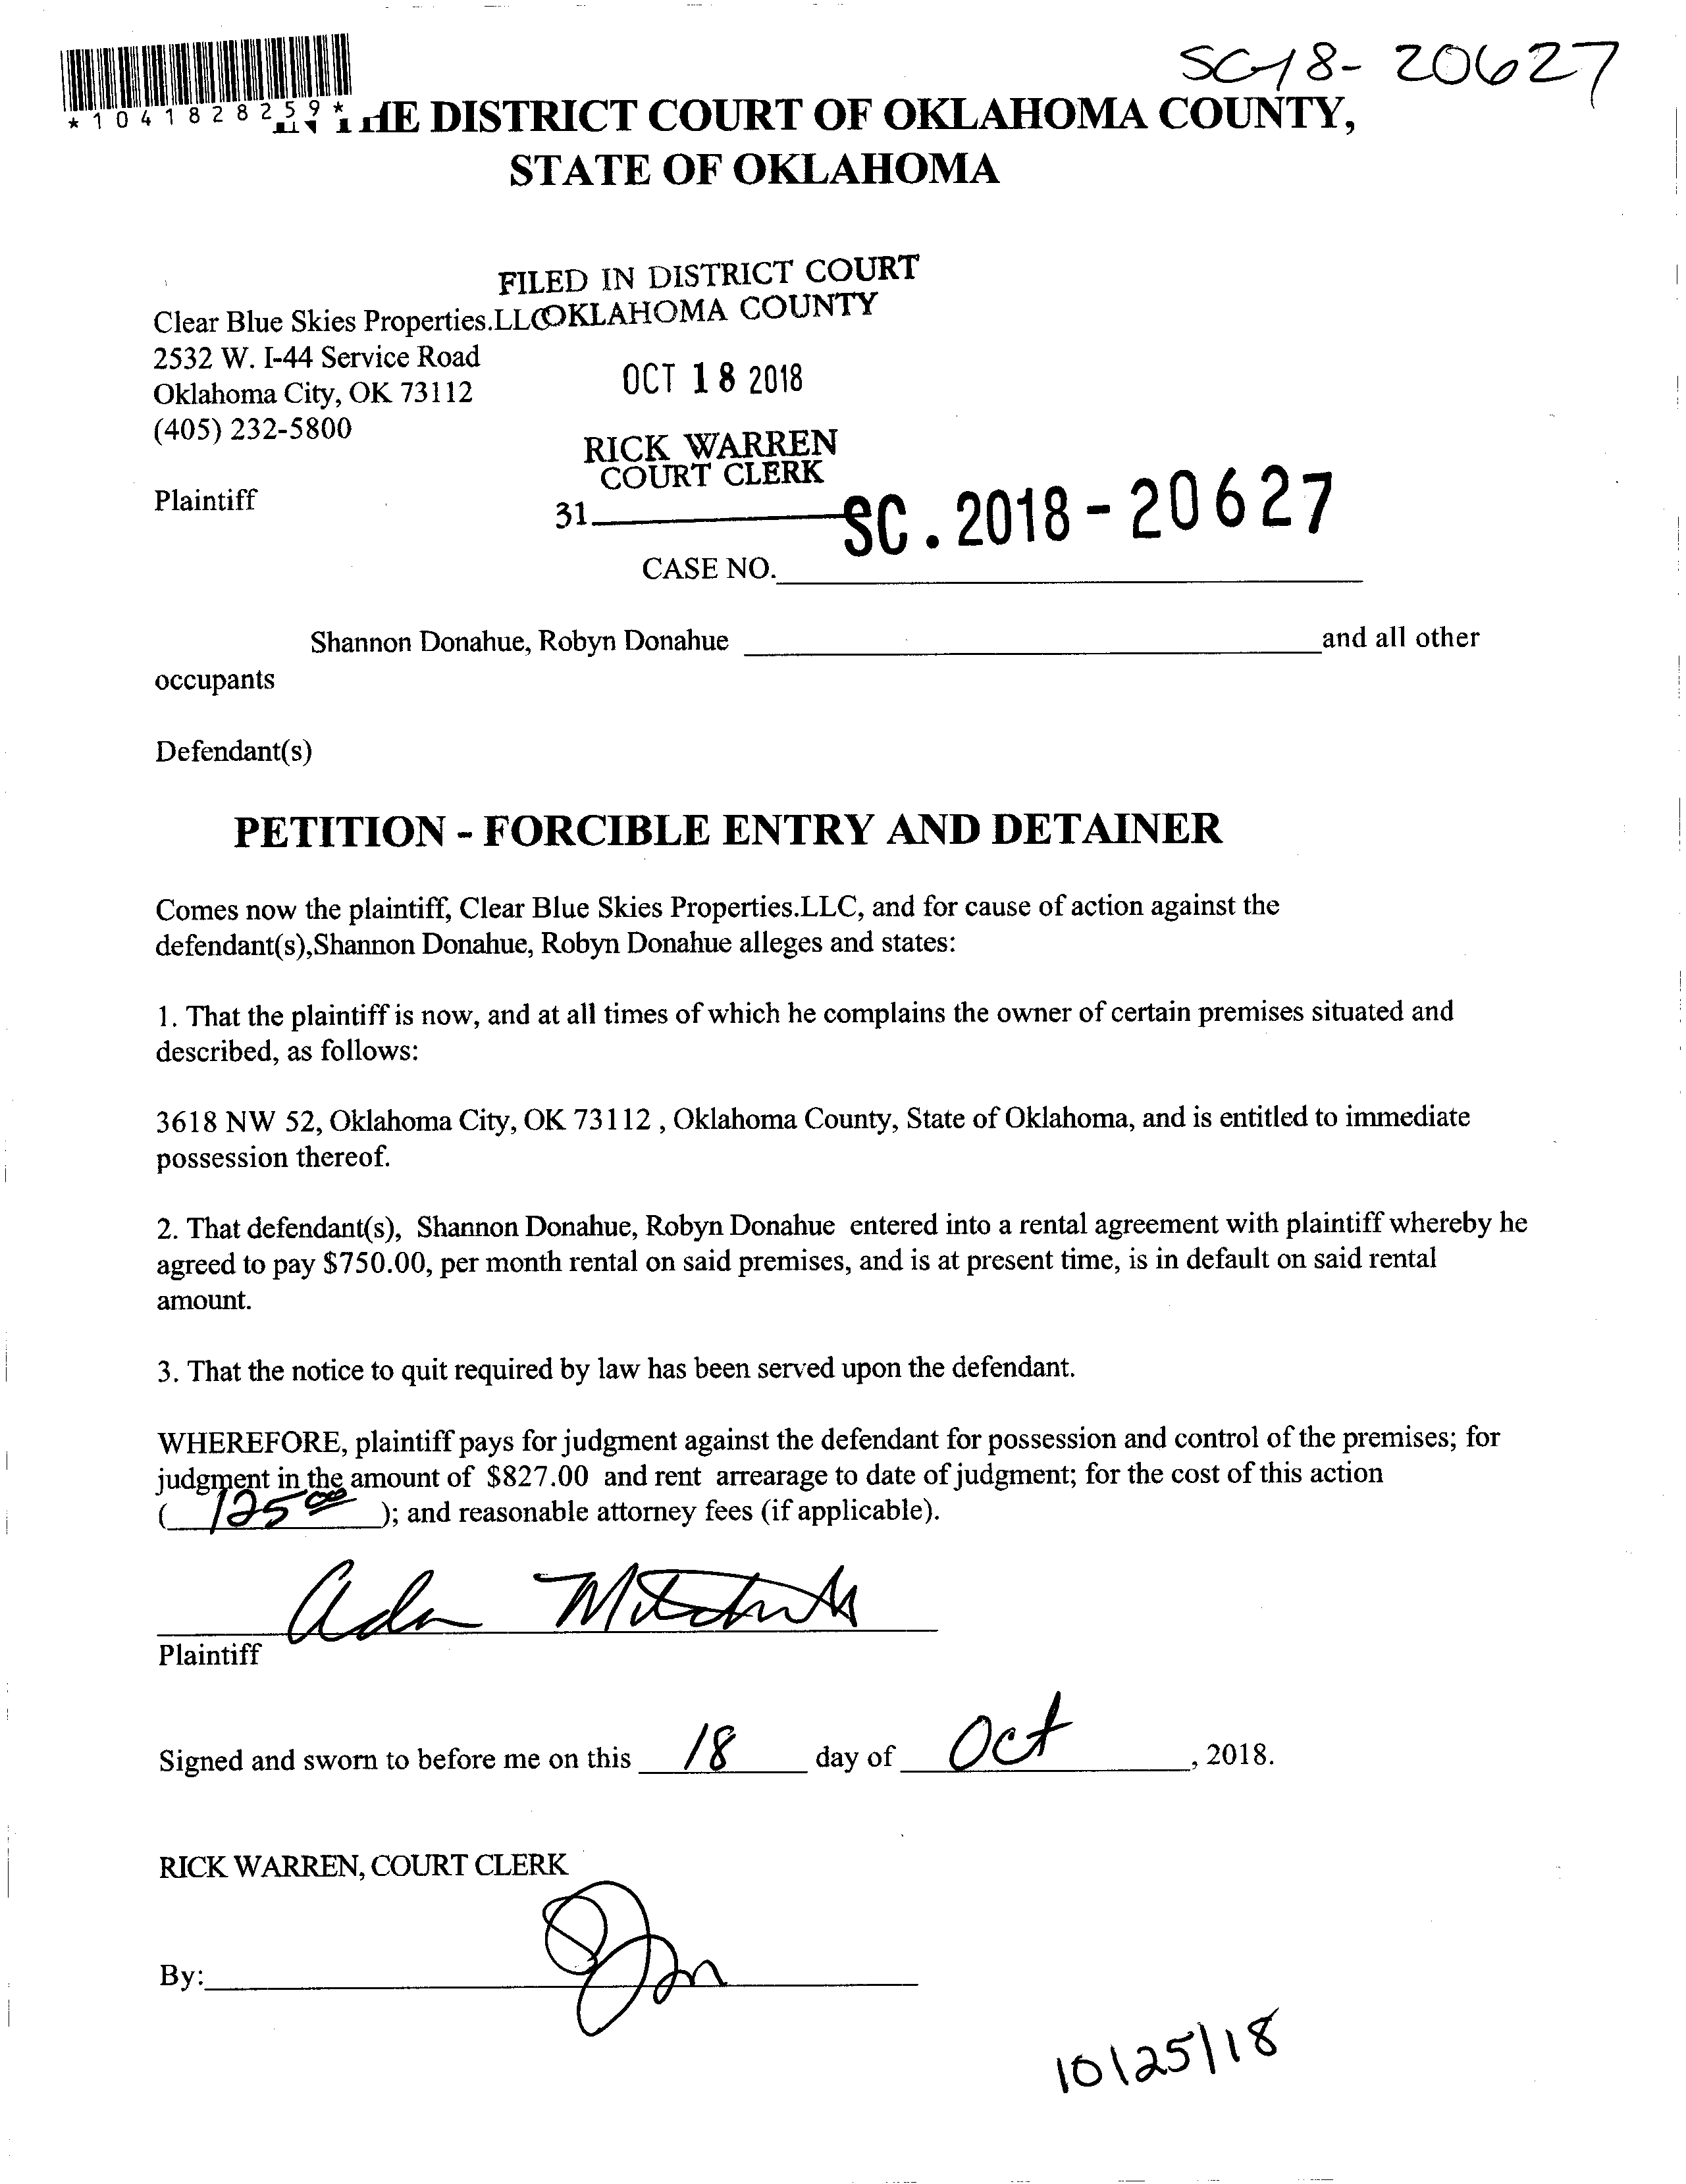 SC-18-20627
*1041828259*
THE DISTRICT COURT OF OKLAHOMA COUNTY,
STATE OF OKLAHOMA
FILED IN DISTRICT COURT
OKLAHOMA COUNTY
Clear Blue Skies Properties.LLC
2532 W. I-44 Service Road
Oklahoma City, OK 73112
(405) 232-5800
OCT 18 2018
RICK WARREN
COURT CLERK
Plaintiff
31
SC.2018-20627
CASE NO.
Shannon Donahue, Robyn Donahue and all other
occupants
Defendant(s)
PETITION - FORCIBLE ENTRY AND DETAINER
Comes now the plaintiff, Clear Blue Skies Properties.LLC, and for cause of action against the
defendant(s),Shannon Donahue, Robyn Donahue alleges and states:
1. That the plaintiff is now, and at all times of which he complains the owner of certain premises situated and
described, as follows:
3618 NW 52, Oklahoma City, OK 73112 , Oklahoma County, State of Oklahoma, and is entitled to immediate
possession thereof.
2. That defendant(s), Shannon Donahue, Robyn Donahue entered into a rental agreement with plaintiff whereby he
agreed to pay $750.00, per month rental on said premises, and is at present time, is in default on said rental
amount.
3. That the notice to quit required by law has been served upon the defendant.
WHEREFORE, plaintiff pays for judgment against the defendant for possession and control of the premises; for
judgment in the amount of $827.00 and rent arrearage to date of judgment; for the cost of this action
( 125 00 ); and reasonable attorney fees (if applicable).
Plaintiff
Signed and sworn to before me on this 18 day of Oct , 2018.
RICK WARREN, COURT CLERK
By:
10/25/18